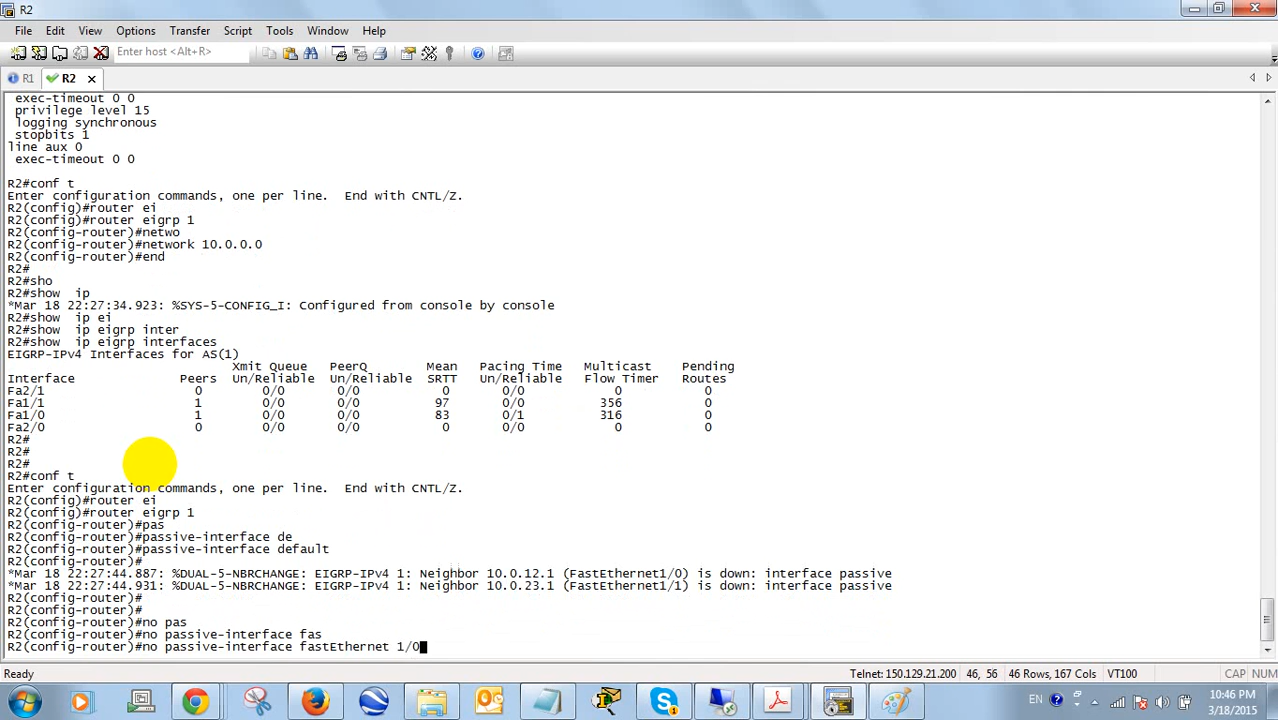 R2
File Edit View Options Transfer Script Tools Window Help
Enter host <Alt+R>
R1 R2
exec-timeout 0 0
privilege level 15
logging synchronous
stopbits 1
line aux 0
exec-timeout 0 0
R2#conf t
Enter configuration commands, one per line. End with CNTL/Z.
R2(config)#router ei
R2(config)#router eigrp 1
R2(config-router)#netwo
R2(config-router)#network 10.0.0.0
R2(config-router)#end
R2#
R2#sho
R2#show ip
*Mar 18 22:27:34.923: %SYS-5-CONFIG_I: Configured from console by console
R2#show ip ei
R2#show ip eigrp inter
R2#show ip eigrp interfaces
EIGRP-IPv4 Interfaces for AS(1)
Xmit Queue PeerQ Mean Pacing Time Multicast Pending
Interface Peers Un/Reliable Un/Reliable SRTT Un/Reliable Flow Timer Routes
Fa2/1 0 0/0 0/0 0 0/0 0 0
Fa1/1 1 0/0 0/0 97 0/0 356 0
Fa1/0 1 0/0 0/0 83 0/1 316 0
Fa2/0 0 0/0 0/0 0 0/0 0 0
R2#
R2#
R2#
R2#conf t
Enter configuration commands, one per line. End with CNTL/Z.
R2(config)#router ei
R2(config)#router eigrp 1
R2(config-router)#pas
R2(config-router)#passive-interface de
R2(config-router)#passive-interface default
R2(config-router)#
*Mar 18 22:27:44.887: %DUAL-5-NBRCHANGE: EIGRP-IPv4 1: Neighbor 10.0.12.1 (FastEthernet1/0) is down: interface passive
*Mar 18 22:27:44.931: %DUAL-5-NBRCHANGE: EIGRP-IPv4 1: Neighbor 10.0.23.1 (FastEthernet1/1) is down: interface passive
R2(config-router)#
R2(config-router)#
R2(config-router)#no pas
R2(config-router)#no passive-interface fas
R2(config-router)#no passive-interface fastEthernet 1/0
Ready Telnet: 150.129.21.200 46, 56 46 Rows, 167 Cols VT100 CAP NUM
EN 10:46 PM
3/18/2015